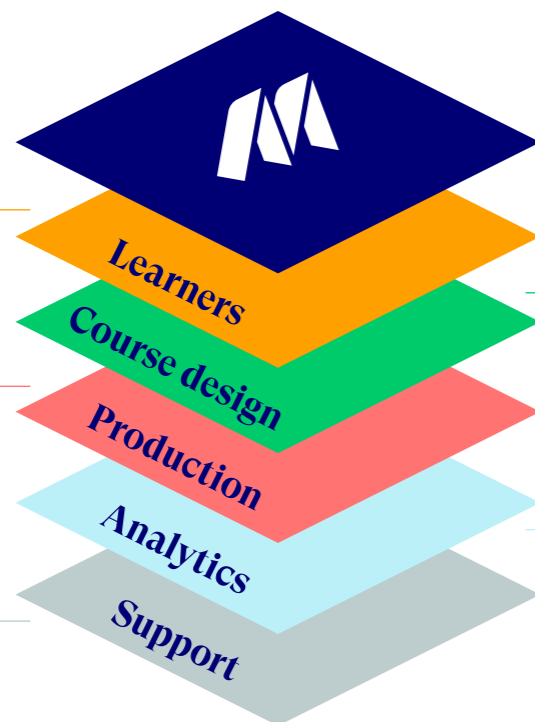 Learners
Course design
Production
Analytics
Support